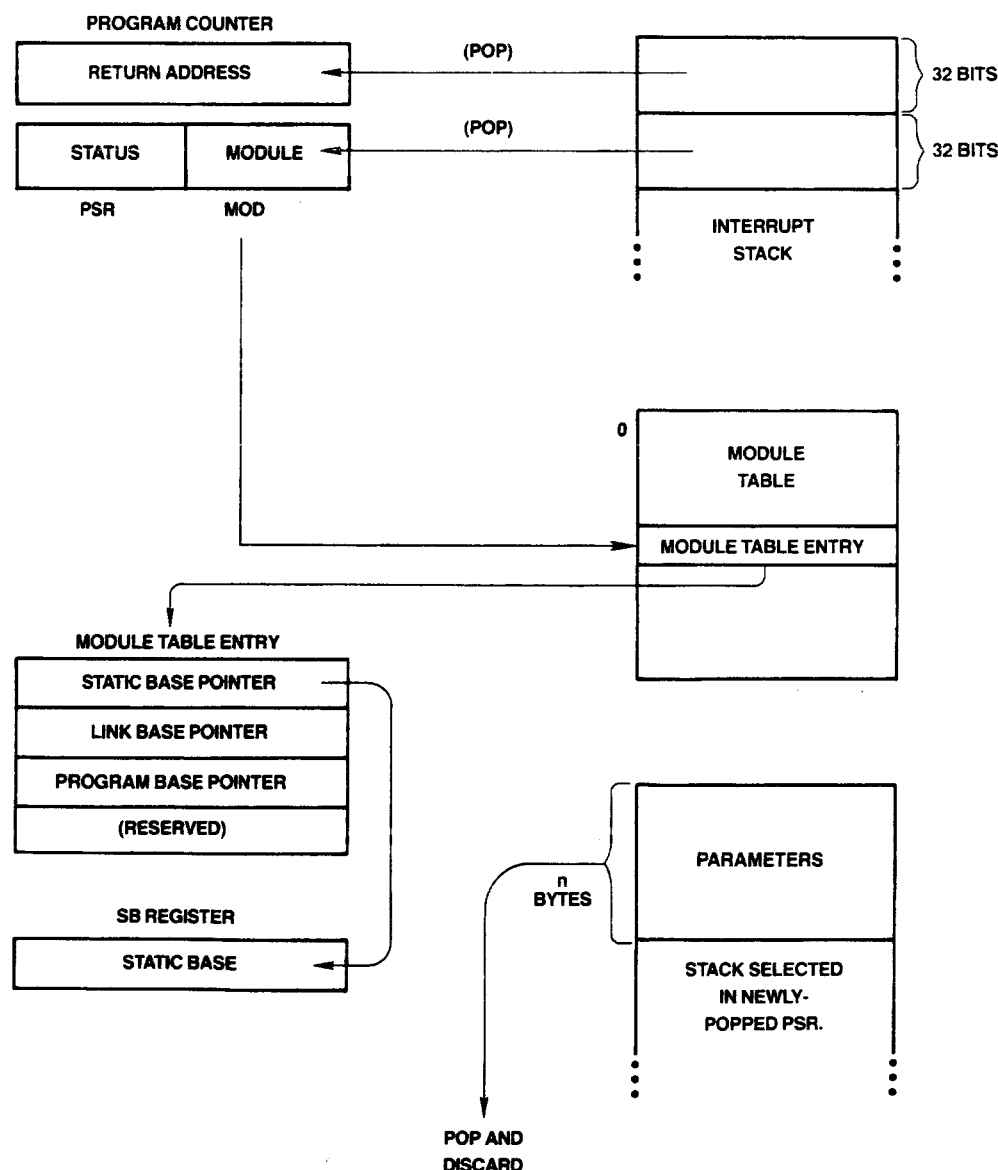 PROGRAM COUNTER
RETURN ADDRESS
(POP)
32 BITS
STATUS
MODULE
(POP)
32 BITS
PSR
MOD
INTERRUPT
STACK
0
MODULE
TABLE
MODULE TABLE ENTRY
MODULE TABLE ENTRY
STATIC BASE POINTER
LINK BASE POINTER
PROGRAM BASE POINTER
(RESERVED)
PARAMETERS
n
BYTES
SB REGISTER
STATIC BASE
STACK SELECTED
IN NEWLY-
POPPED PSR.
POP AND
DISCARD